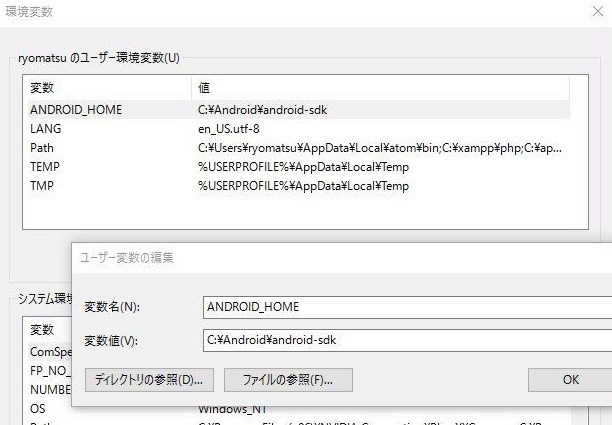 環境変数
ryomatsu のユーザー環境変数(U)
変数 値
ANDROID_HOME C:¥Android¥android-sdk
LANG en_US.utf-8
Path C:¥Users¥ryomatsu¥AppData¥Local¥atom¥bin;C:¥xampp¥php;C:¥ap...
TEMP %USERPROFILE%¥AppData¥Local¥Temp
TMP %USERPROFILE%¥AppData¥Local¥Temp
ユーザー変数の編集
変数名(N): ANDROID_HOME
変数値(V): C:¥Android¥android-sdk
ディレクトリの参照(D)... ファイルの参照(F)... OK
システム環境
変数
ComSpe
FP_NO_
NUMBE
OS Windows_NT